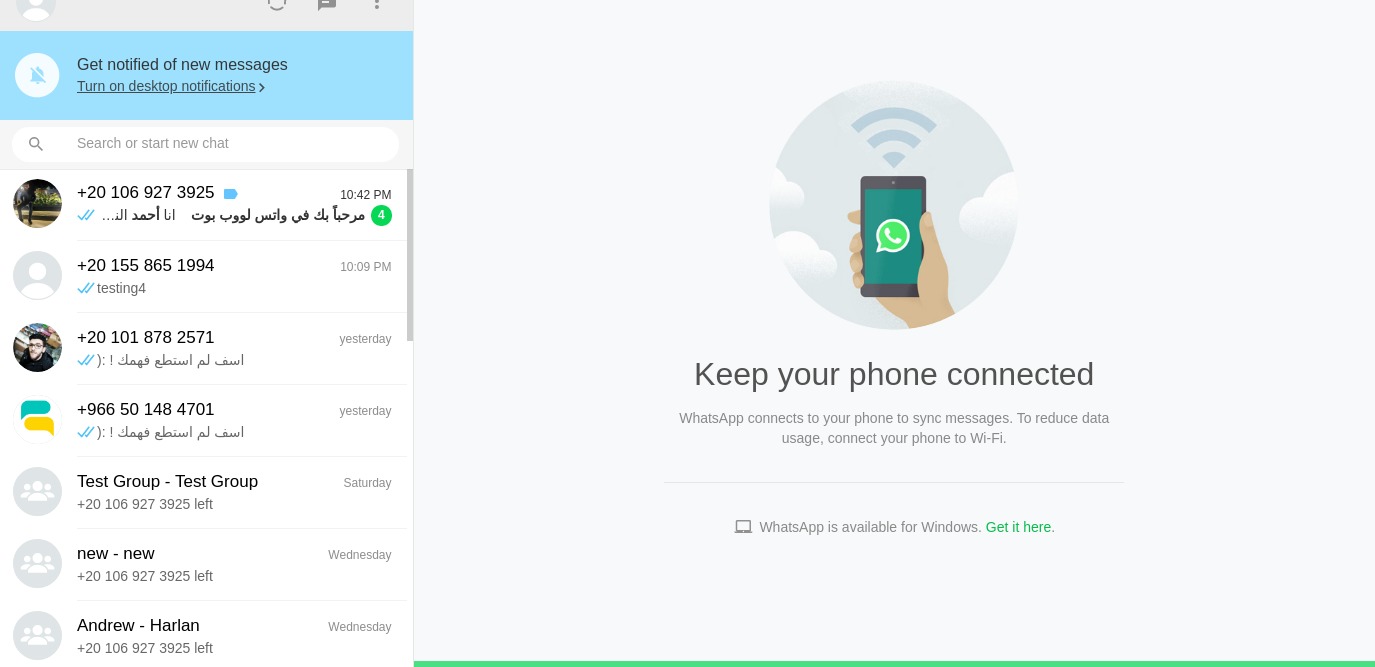 Get notified of new messages
Turn on desktop notifications
Search or start new chat
+20 106 927 3925
10:42 PM
مرحباً بك في واتس لووب بوت انا أحمد النـ...
4
+20 155 865 1994
10:09 PM
testing4
+20 101 878 2571
yesterday
اسف لم استطع فهمك ! :(
+966 50 148 4701
yesterday
اسف لم استطع فهمك ! :(
Test Group - Test Group
Saturday
+20 106 927 3925 left
new - new
Wednesday
+20 106 927 3925 left
Andrew - Harlan
Wednesday
+20 106 927 3925 left
Keep your phone connected
WhatsApp connects to your phone to sync messages. To reduce data
usage, connect your phone to Wi-Fi.
WhatsApp is available for Windows. Get it here.